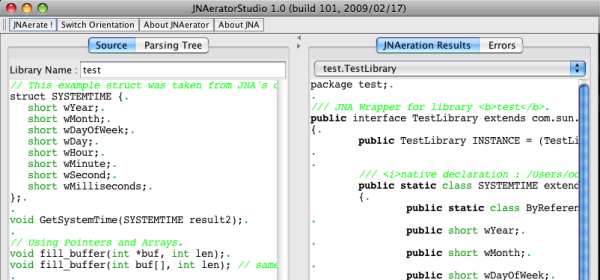 JNAeratorStudio 1.0 (build 101, 2009/02/17)
JNAerate ! Switch Orientation About JNAerator About JNA
Source Parsing Tree
Library Name : test
// This example struct was taken from JNA's
struct SYSTEMTIME {.
short wYear;.
short wMonth;.
short wDayOfWeek;.
short wDay;.
short wHour;.
short wMinute;.
short wSecond;.
short wMilliseconds;.
};.
.
void GetSystemTime(SYSTEMTIME result2);.
.
// Using Pointers and Arrays.
void fill_buffer(int *buf, int len);.
void fill_buffer(int buf[], int len); // same
JNAeration Results Errors
test.TestLibrary
package test;.
.
/// JNA Wrapper for library <b>test</b>.
public interface TestLibrary extends com.sun.
{.
public TestLibrary INSTANCE = (TestLi
.
.
/// <i>native declaration : /Users/oc
public static class SYSTEMTIME extend
{.
public static class ByReferen
.
public short wYear;.
.
public short wMonth;.
.
public short wDayOfWeek;.